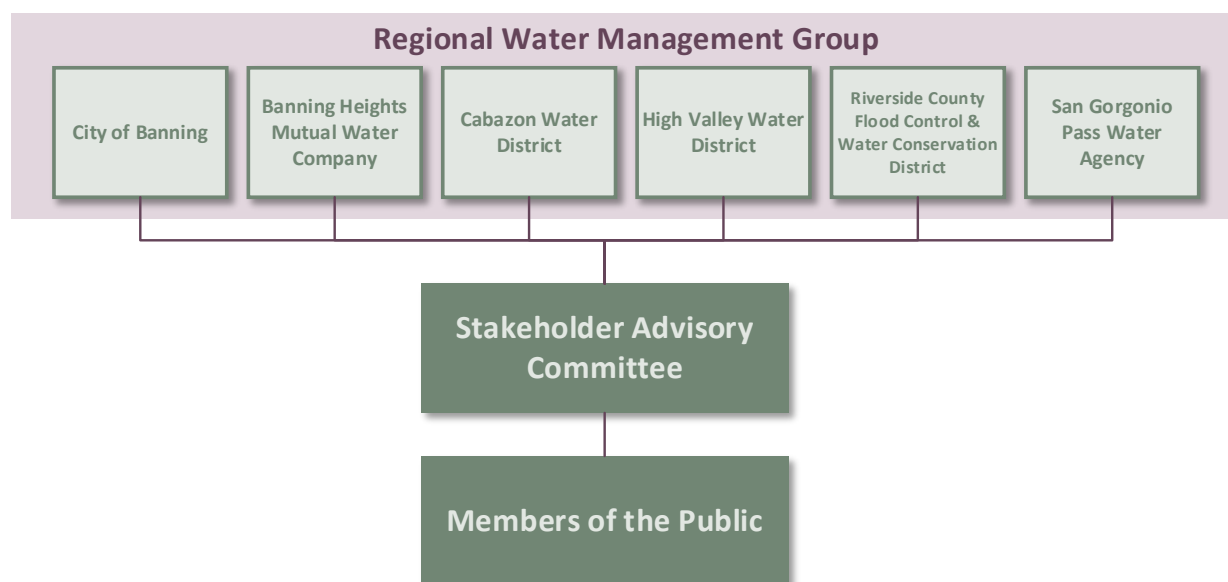 Regional Water Management Group
City of Banning
Banning Heights
Mutual Water
Company
Cabazon Water
District
High Valley Water
District
Riverside County
Flood Control &
Water Conservation
District
San Gorgonio
Pass Water
Agency
Stakeholder Advisory
Committee
Members of the Public